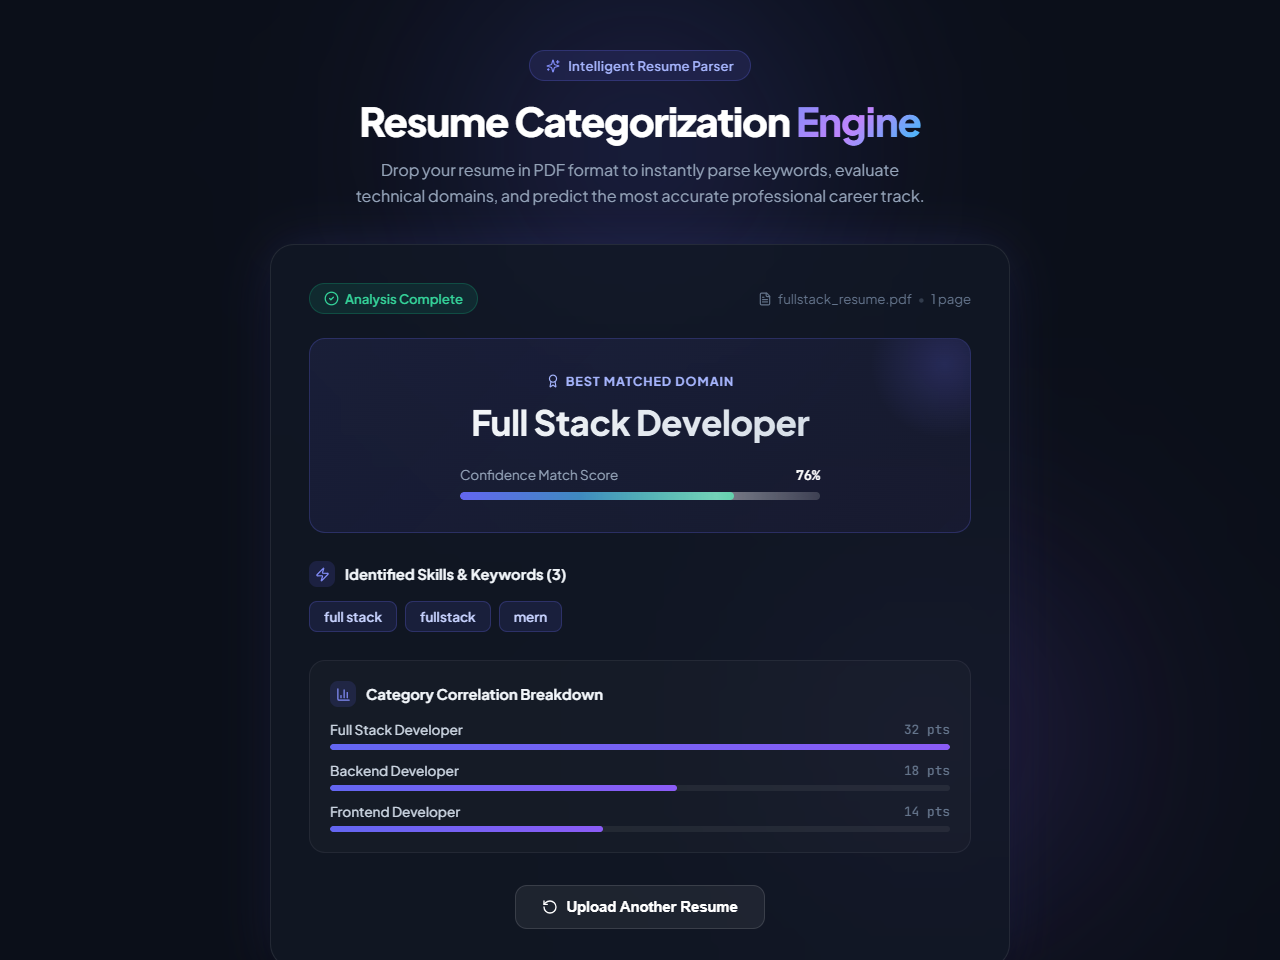 Intelligent Resume Parser
Resume Categorization Engine
Drop your resume in PDF format to instantly parse keywords, evaluate
technical domains, and predict the most accurate professional career track.
Analysis Complete
fullstack_resume.pdf • 1 page
BEST MATCHED DOMAIN
Full Stack Developer
Confidence Match Score 76%
Identified Skills & Keywords (3)
full stack fullstack mern
Category Correlation Breakdown
Full Stack Developer 32 pts
Backend Developer 18 pts
Frontend Developer 14 pts
Upload Another Resume